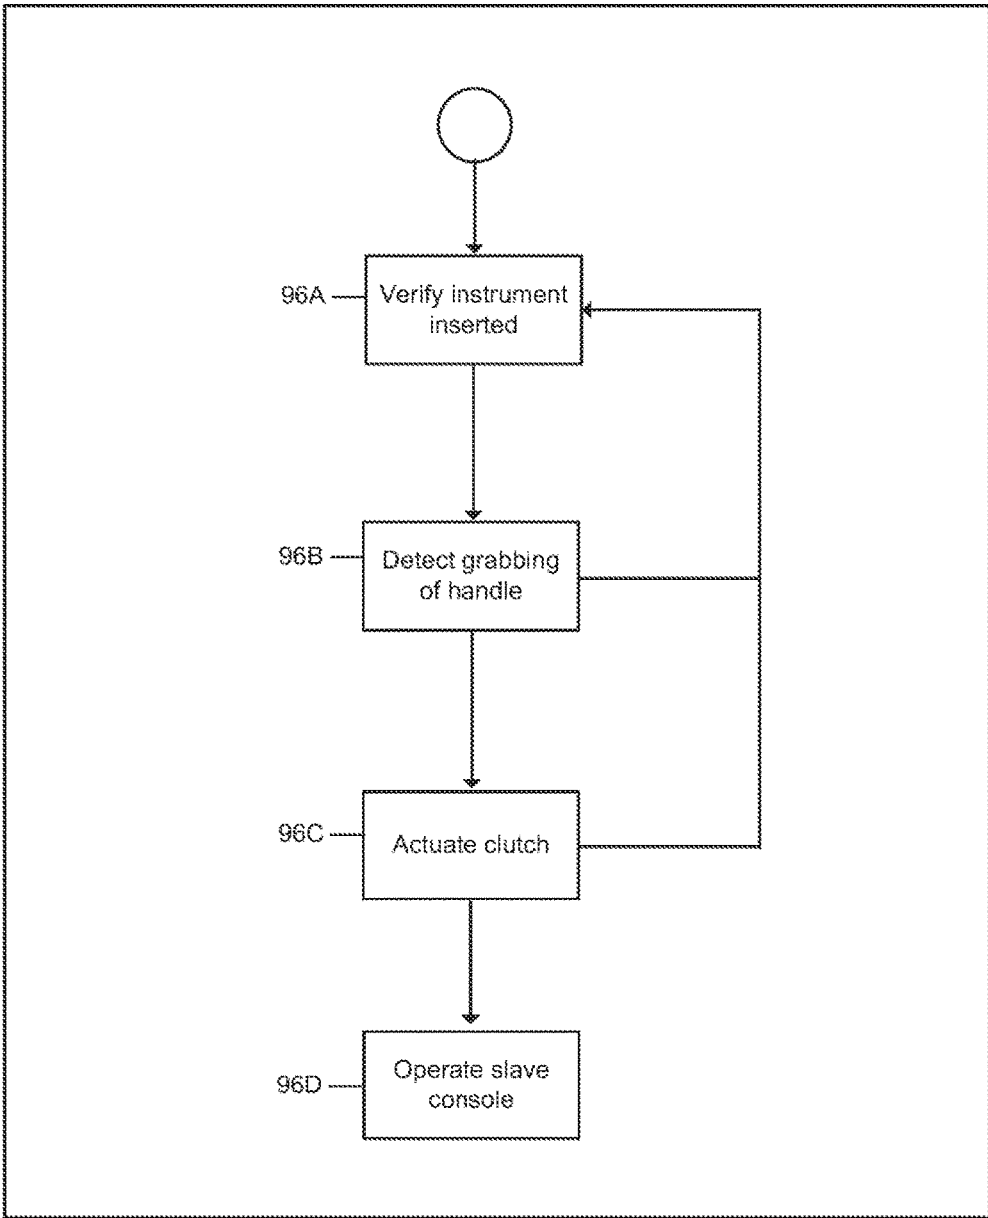 96A
Verify instrument
inserted
96B
Detect grabbing
of handle
96C
Actuate clutch
96D
Operate slave
console